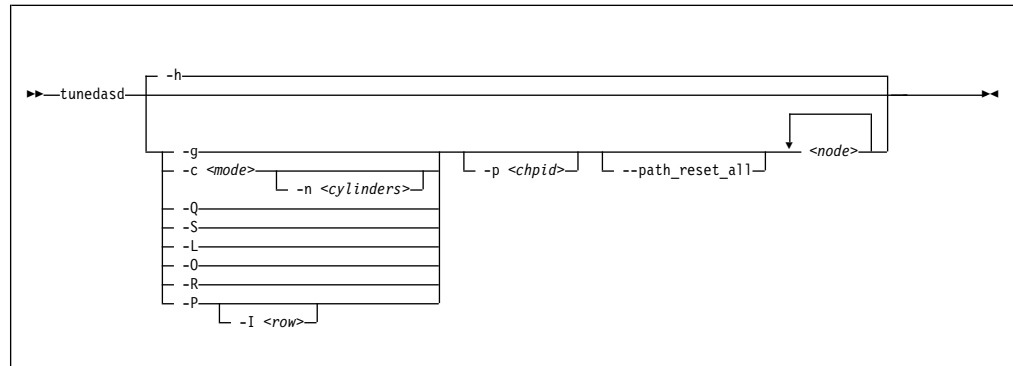 -h
tunedasd
-g
-c <mode>
-n <cylinders>
-p <chpid>
--path_reset_all
<node>
-Q
-S
-L
-O
-R
-P
-I <row>